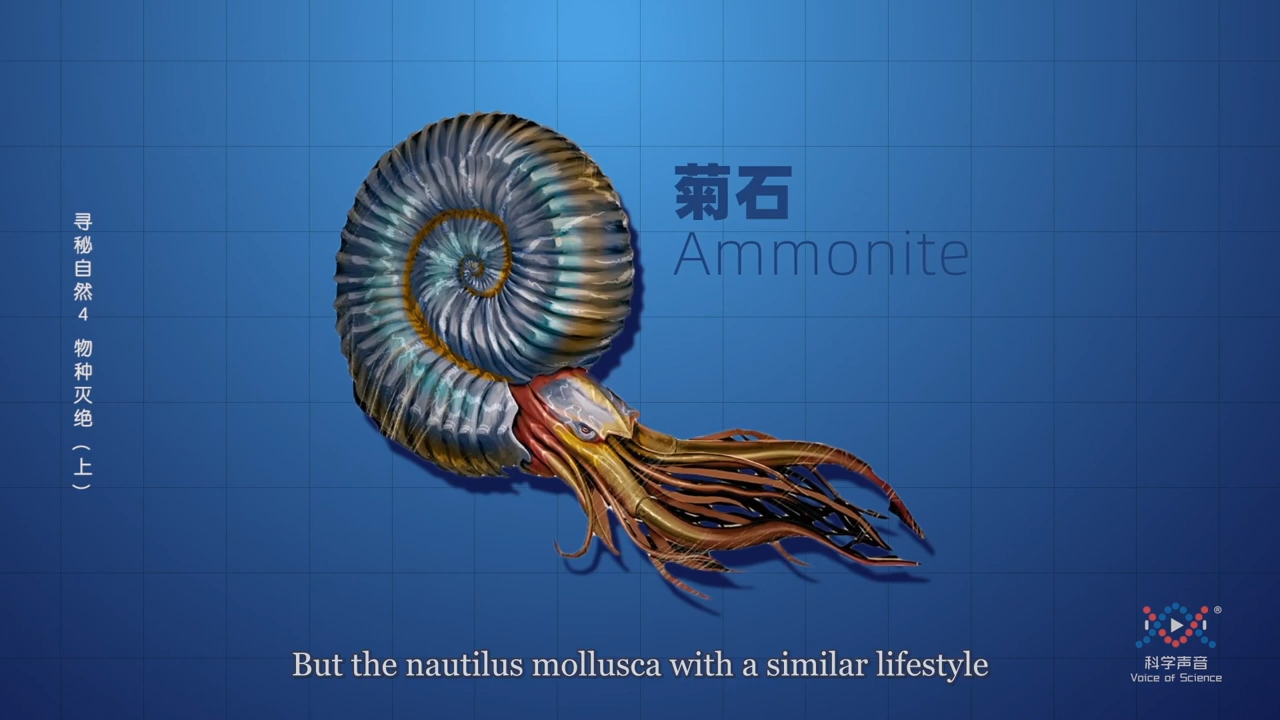 寻秘自然4 物种灭绝（上）
菊石
Ammonite
But the nautilus mollusca with a similar lifestyle
®
科学声音
Voice of Science